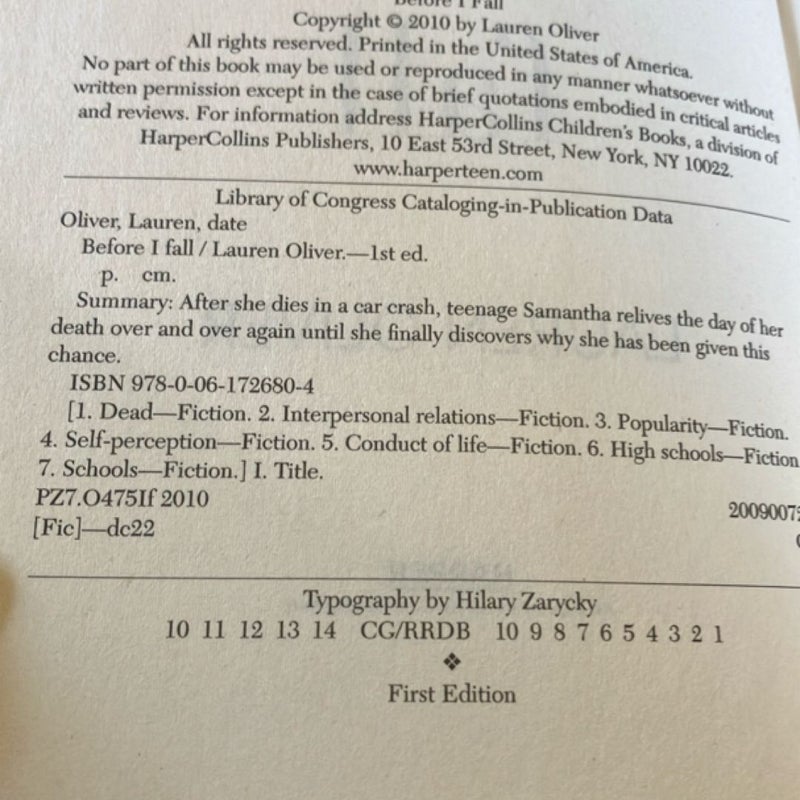 Before I Fall
Copyright © 2010 by Lauren Oliver
All rights reserved. Printed in the United States of America.
No part of this book may be used or reproduced in any manner whatsoever without
written permission except in the case of brief quotations embodied in critical articles
and reviews. For information address HarperCollins Children's Books, a division of
HarperCollins Publishers, 10 East 53rd Street, New York, NY 10022.
www.harperteen.com
Library of Congress Cataloging-in-Publication Data
Oliver, Lauren, date
Before I fall / Lauren Oliver.—1st ed.
p. cm.
Summary: After she dies in a car crash, teenage Samantha relives the day of her
death over and over again until she finally discovers why she has been given this
chance.
ISBN 978-0-06-172680-4
[1. Dead—Fiction. 2. Interpersonal relations—Fiction. 3. Popularity—Fiction.
4. Self-perception—Fiction. 5. Conduct of life—Fiction. 6. High schools—Fiction
7. Schools—Fiction.] I. Title.
PZ7.O475If 2010 2009007
[Fic]—dc22
Typography by Hilary Zarycky
10 11 12 13 14 CG/RRDB 10 9 8 7 6 5 4 3 2 1
First Edition